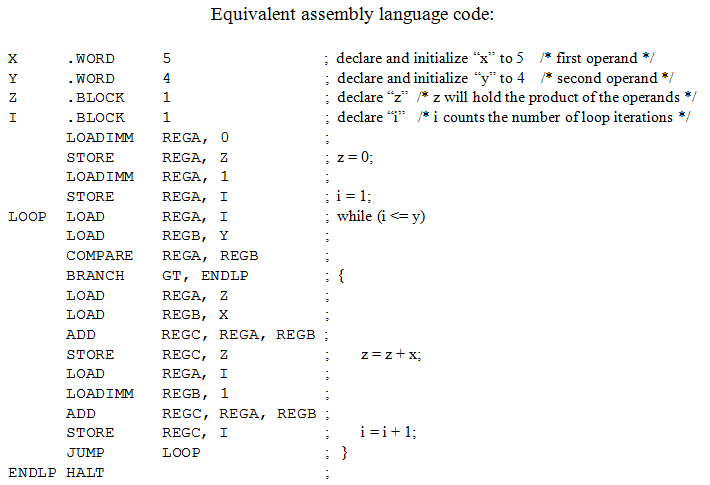 Equivalent assembly language code:
X .WORD 5 ; declare and initialize “x” to 5 /* first operand */
Y .WORD 4 ; declare and initialize “y” to 4 /* second operand */
Z .BLOCK 1 ; declare “z” /* z will hold the product of the operands */
I .BLOCK 1 ; declare “i” /* i counts the number of loop iterations */
LOADIMM REGA, 0 ;
STORE REGA, Z ; z = 0;
LOADIMM REGA, 1 ;
STORE REGA, I ; i = 1;
LOOP LOAD REGA, I ; while (i <= y)
LOAD REGB, Y ;
COMPARE REGA, REGB ;
BRANCH GT, ENDLP ; {
LOAD REGA, Z ;
LOAD REGB, X ;
ADD REGC, REGA, REGB ;
STORE REGC, Z ; z = z + x;
LOAD REGA, I ;
LOADIMM REGB, 1 ;
ADD REGC, REGA, REGB ;
STORE REGC, I ; i = i + 1;
JUMP LOOP ; }
ENDLP HALT ;